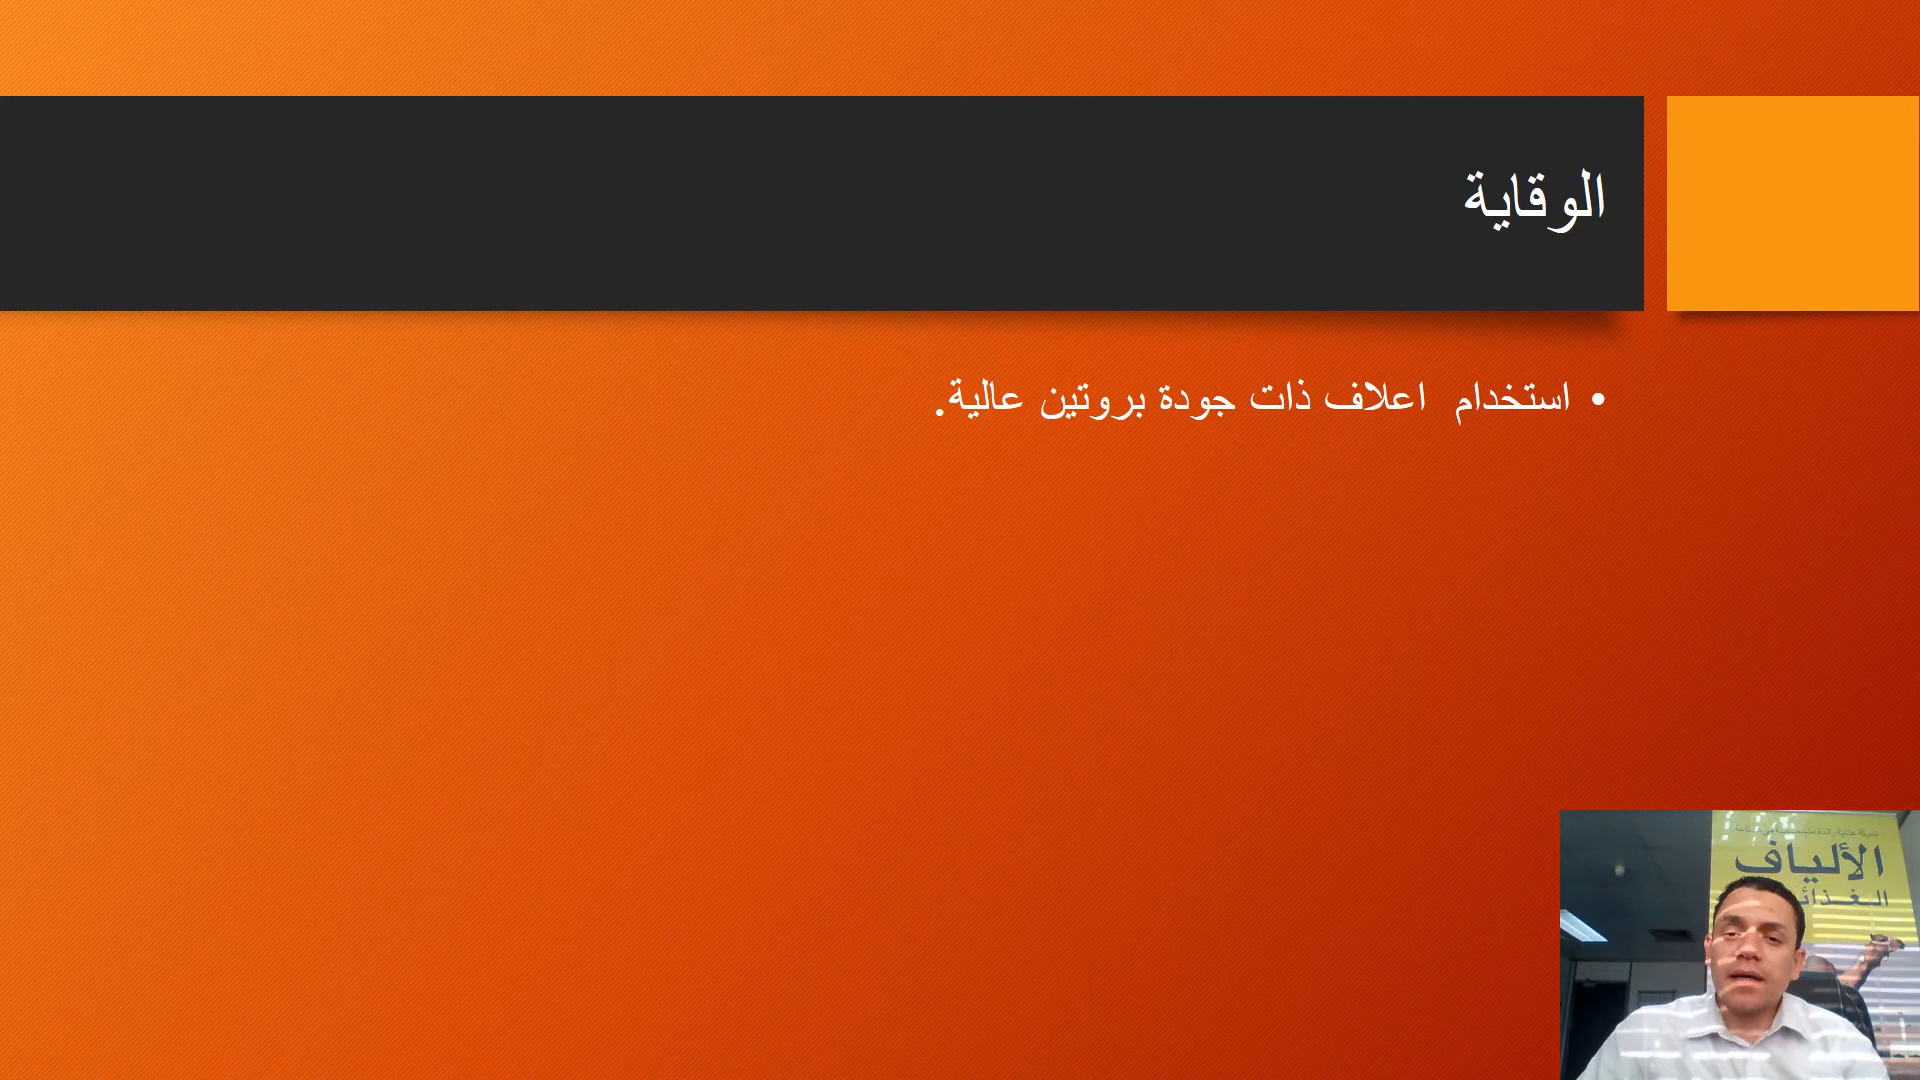 الوقاية
• استخدام  اعلاف ذات جودة بروتين عالية.
الألياف